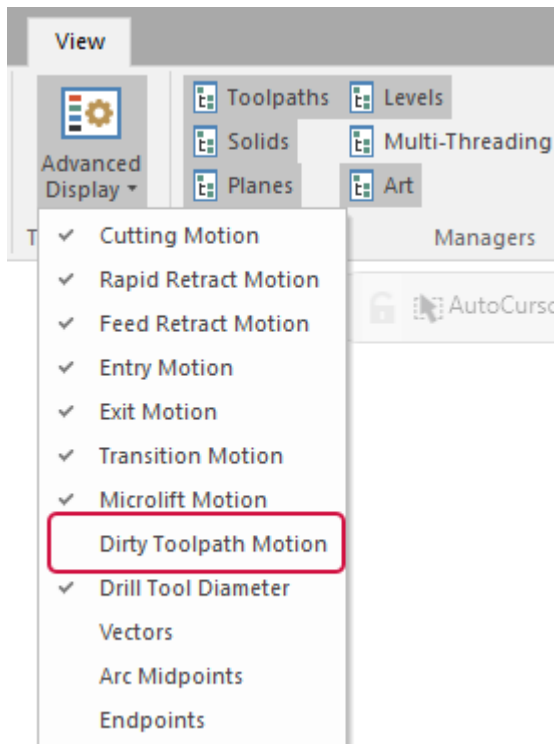 View
Toolpaths Levels
Solids Multi-Threading
Advanced
Display
Planes Art
T
Managers
Cutting Motion
Rapid Retract Motion
AutoCurso
Feed Retract Motion
Entry Motion
Exit Motion
Transition Motion
Microlift Motion
Dirty Toolpath Motion
Drill Tool Diameter
Vectors
Arc Midpoints
Endpoints